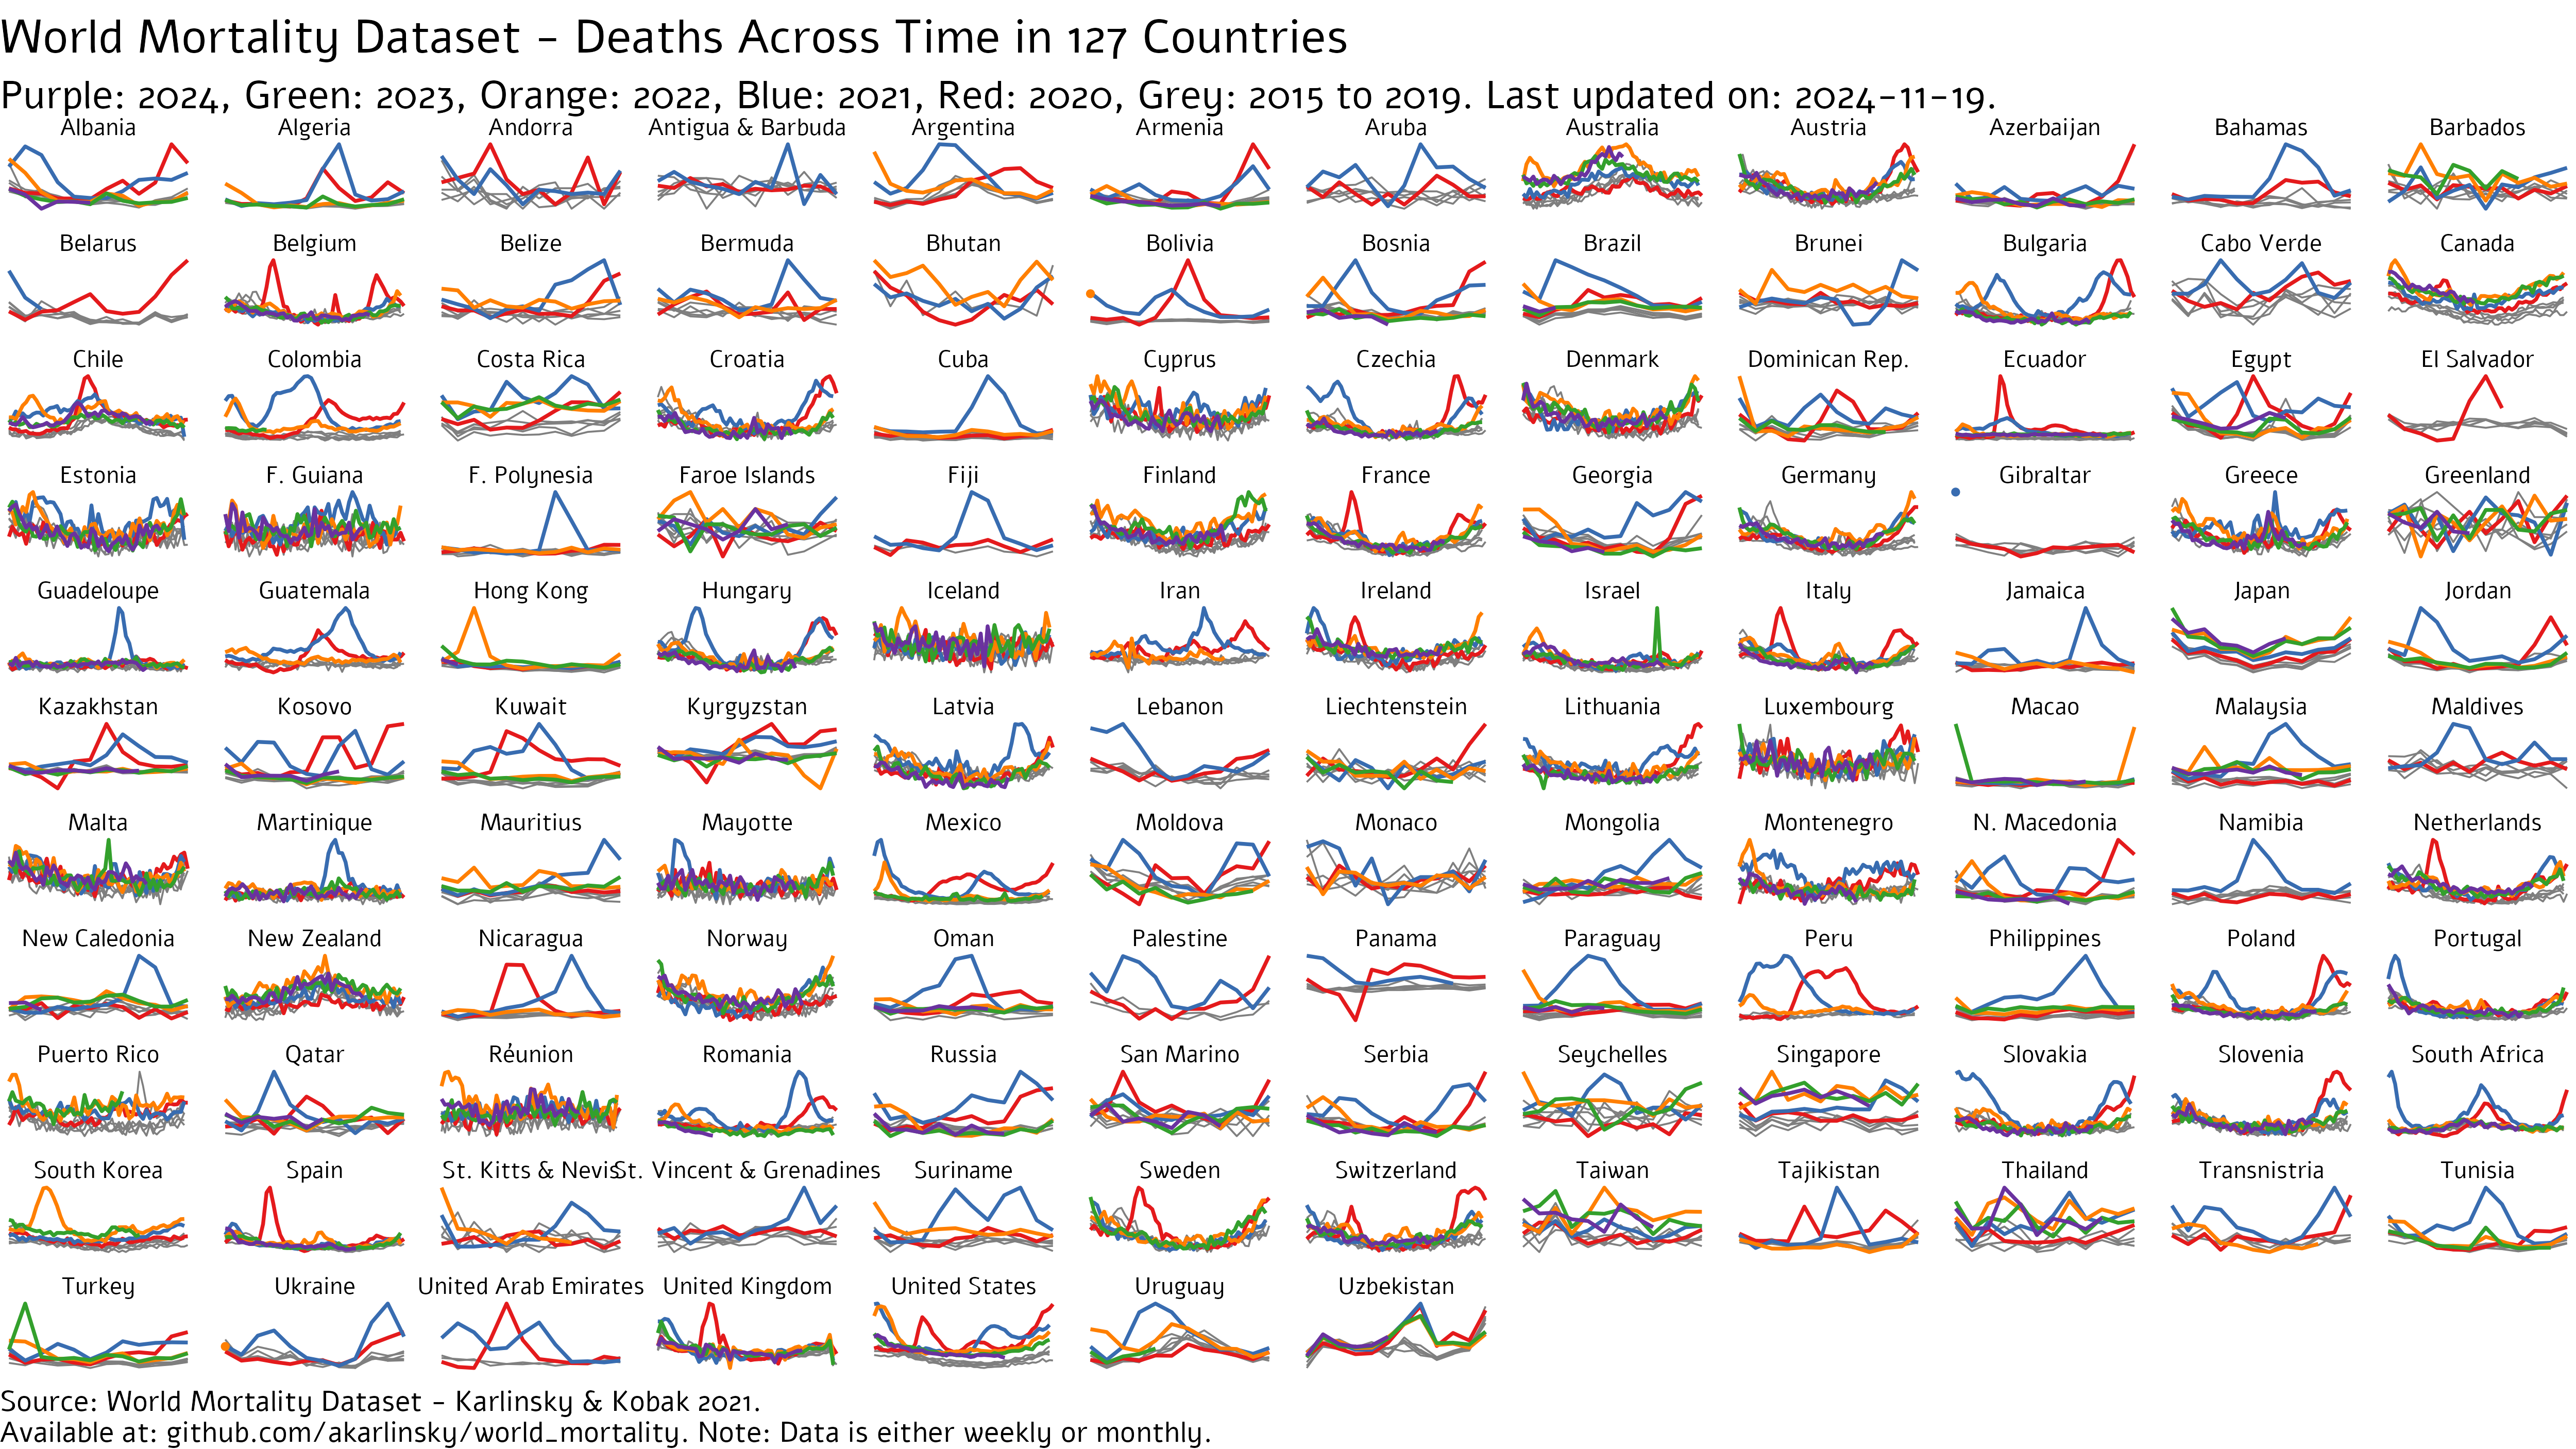 World Mortality Dataset - Deaths Across Time in 127 Countries
Purple: 2024, Green: 2023, Orange: 2022, Blue: 2021, Red: 2020, Grey: 2015 to 2019. Last updated on: 2024-11-19.
Albania Algeria Andorra Antigua & Barbuda Argentina Armenia Aruba Australia Austria Azerbaijan Bahamas Barbados
Belarus Belgium Belize Bermuda Bhutan Bolivia Bosnia Brazil Brunei Bulgaria Cabo Verde Canada
Chile Colombia Costa Rica Croatia Cuba Cyprus Czechia Denmark Dominican Rep. Ecuador Egypt El Salvador
Estonia F. Guiana F. Polynesia Faroe Islands Fiji Finland France Georgia Germany Gibraltar Greece Greenland
Guadeloupe Guatemala Hong Kong Hungary Iceland Iran Ireland Israel Italy Jamaica Japan Jordan
Kazakhstan Kosovo Kuwait Kyrgyzstan Latvia Lebanon Liechtenstein Lithuania Luxembourg Macao Malaysia Maldives
Malta Martinique Mauritius Mayotte Mexico Moldova Monaco Mongolia Montenegro N. Macedonia Namibia Netherlands
New Caledonia New Zealand Nicaragua Norway Oman Palestine Panama Paraguay Peru Philippines Poland Portugal
Puerto Rico Qatar Réunion Romania Russia San Marino Serbia Seychelles Singapore Slovakia Slovenia South Africa
South Korea Spain St. Kitts & Nevis St. Vincent & Grenadines Suriname Sweden Switzerland Taiwan Tajikistan Thailand Transnistria Tunisia
Turkey Ukraine United Arab Emirates United Kingdom United States Uruguay Uzbekistan
Source: World Mortality Dataset - Karlinsky & Kobak 2021.
Available at: github.com/akarlinsky/world_mortality. Note: Data is either weekly or monthly.